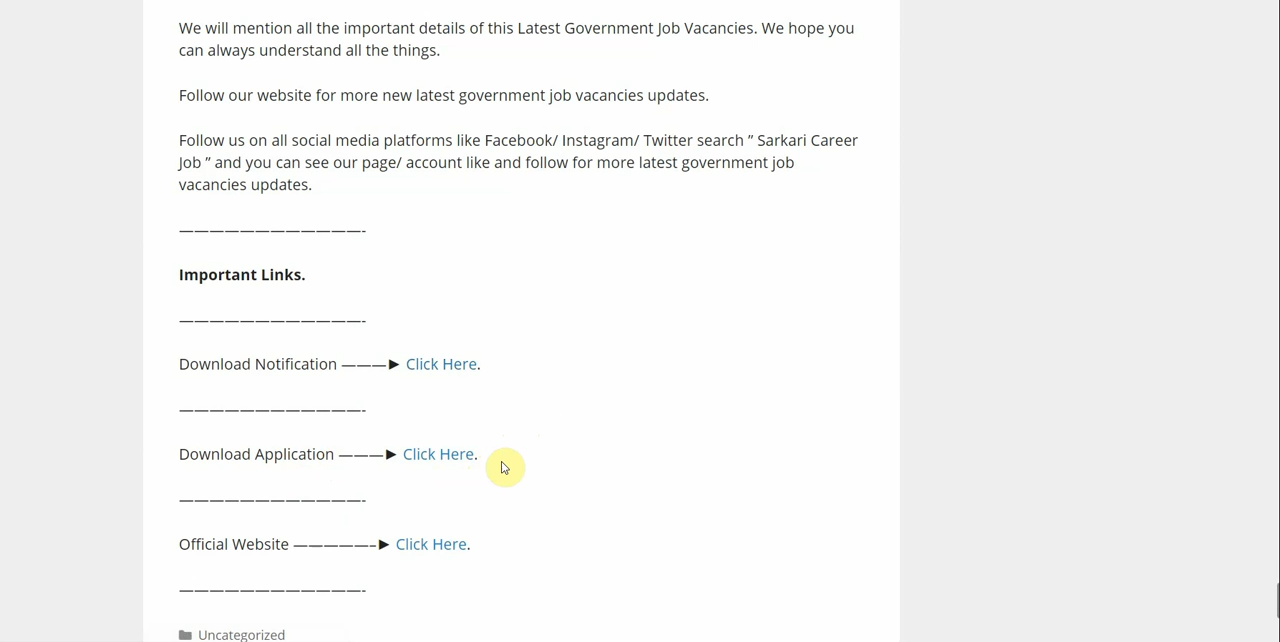 We will mention all the important details of this Latest Government Job Vacancies. We hope you
can always understand all the things.
Follow our website for more new latest government job vacancies updates.
Follow us on all social media platforms like Facebook/ Instagram/ Twitter search ” Sarkari Career
Job ” and you can see our page/ account like and follow for more latest government job
vacancies updates.
————————————-
Important Links.
————————————-
Download Notification ———► Click Here.
————————————-
Download Application ———► Click Here.
————————————-
Official Website —————–► Click Here.
————————————-
Uncategorized